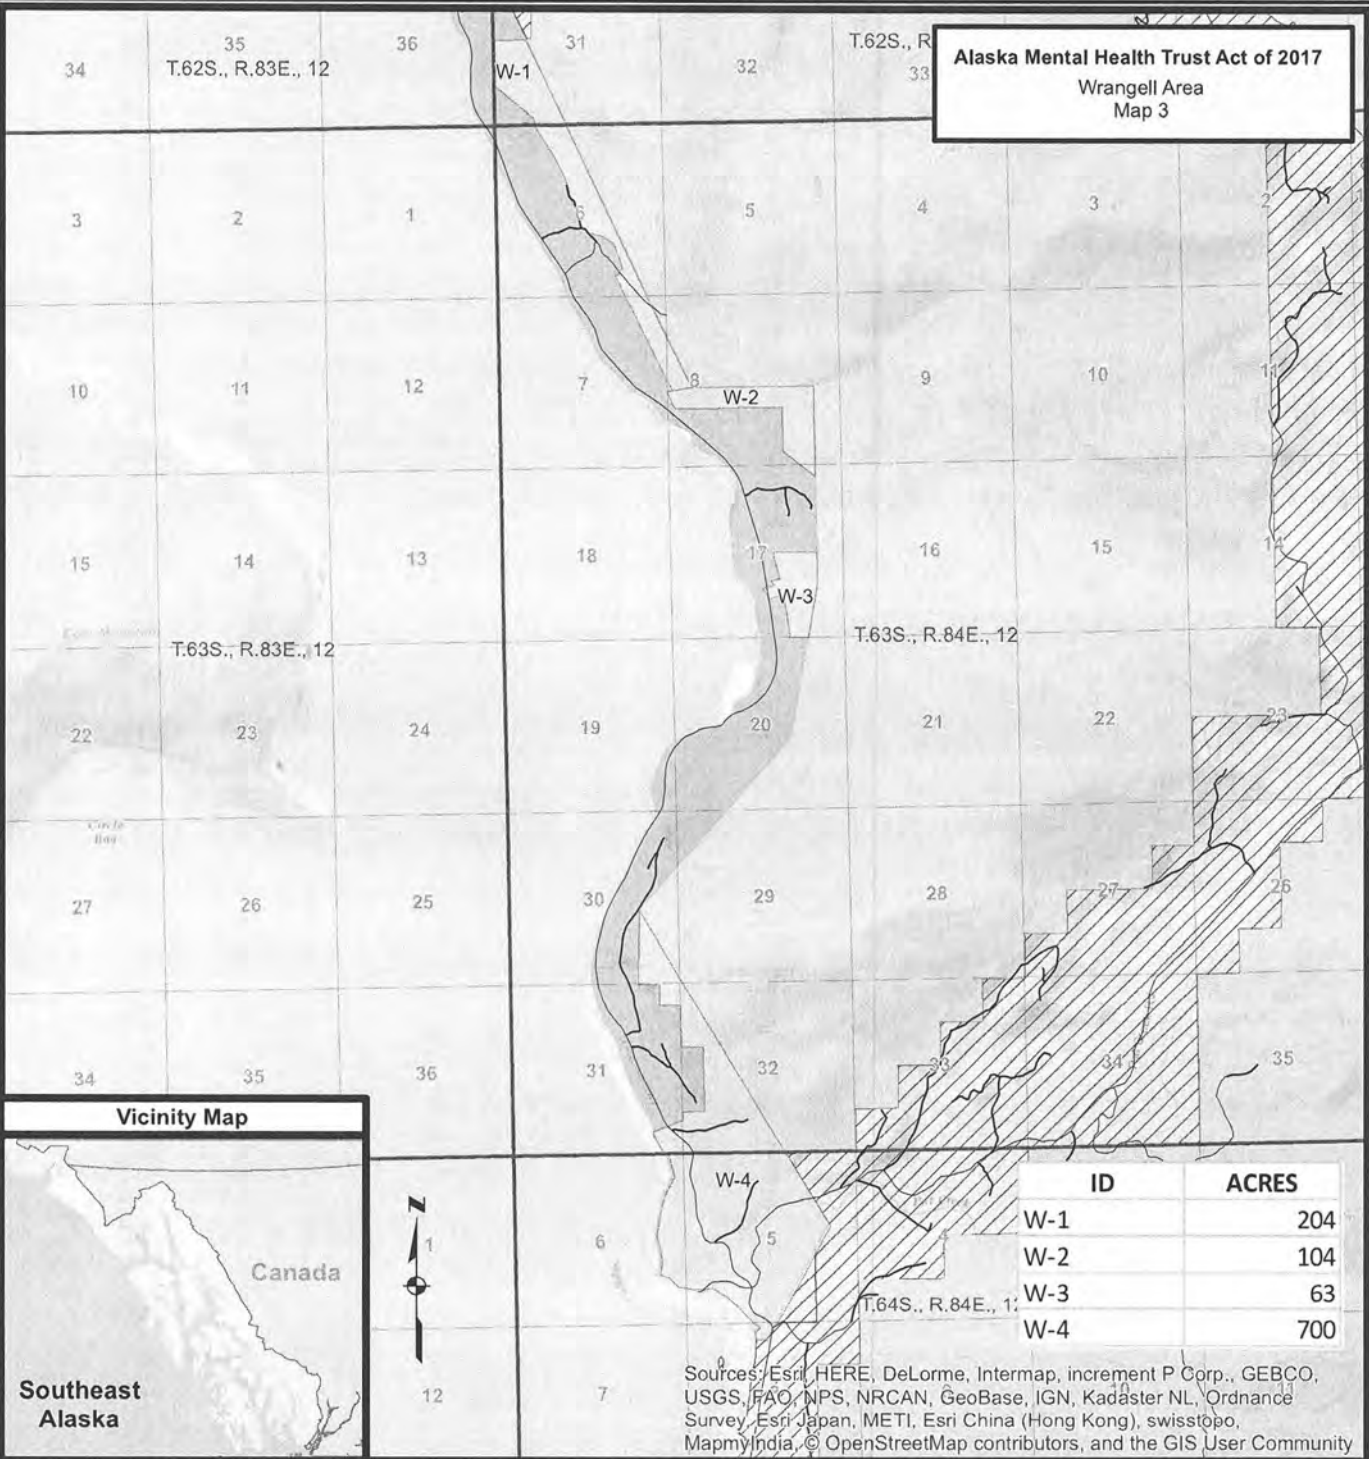 Alaska Mental Health Trust Act of 2017
Wrangell Area
Map 3
34 35 36 31 32 33
T.62S., R.83E., 12
T.62S., R
W-1
3 2 1 6 5 4 3 2
10 11 12 7 8 9 10 11
W-2
15 14 13 18 17 16 15 14
W-3
T.63S., R.83E., 12
T.63S., R.84E., 12
22 23 24 19 20 21 22 23
Circle
Bay
27 26 25 30 29 28 27 26
34 35 36 31 32 33 34 35
W-4
1 6 5 4
T.64S., R.84E., 12
12 7 10 11
Vicinity Map
Canada
Southeast
Alaska
N
ID ACRES
W-1 204
W-2 104
W-3 63
W-4 700
Sources: Esri, HERE, DeLorme, Intermap, increment P Corp., GEBCO,
USGS, FAO, NPS, NRCAN, GeoBase, IGN, Kadaster NL, Ordnance
Survey, Esri Japan, METI, Esri China (Hong Kong), swisstopo,
MapmyIndia, © OpenStreetMap contributors, and the GIS User Community